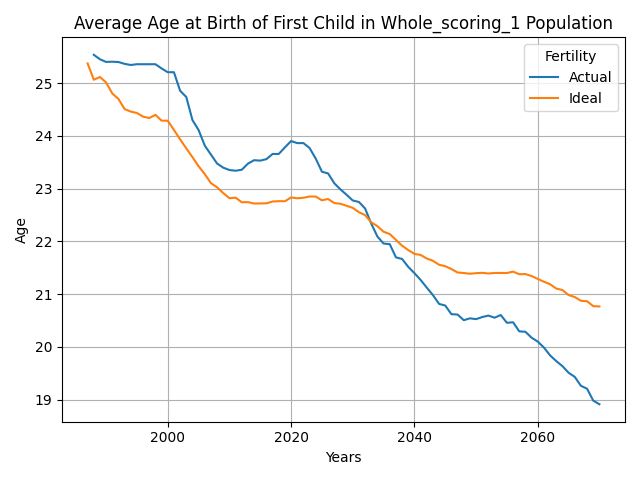 Average Age at Birth of First Child in Whole_scoring_1 Population
Fertility
Actual
Ideal
Age
25
24
23
22
21
20
19
2000
2020
2040
2060
Years